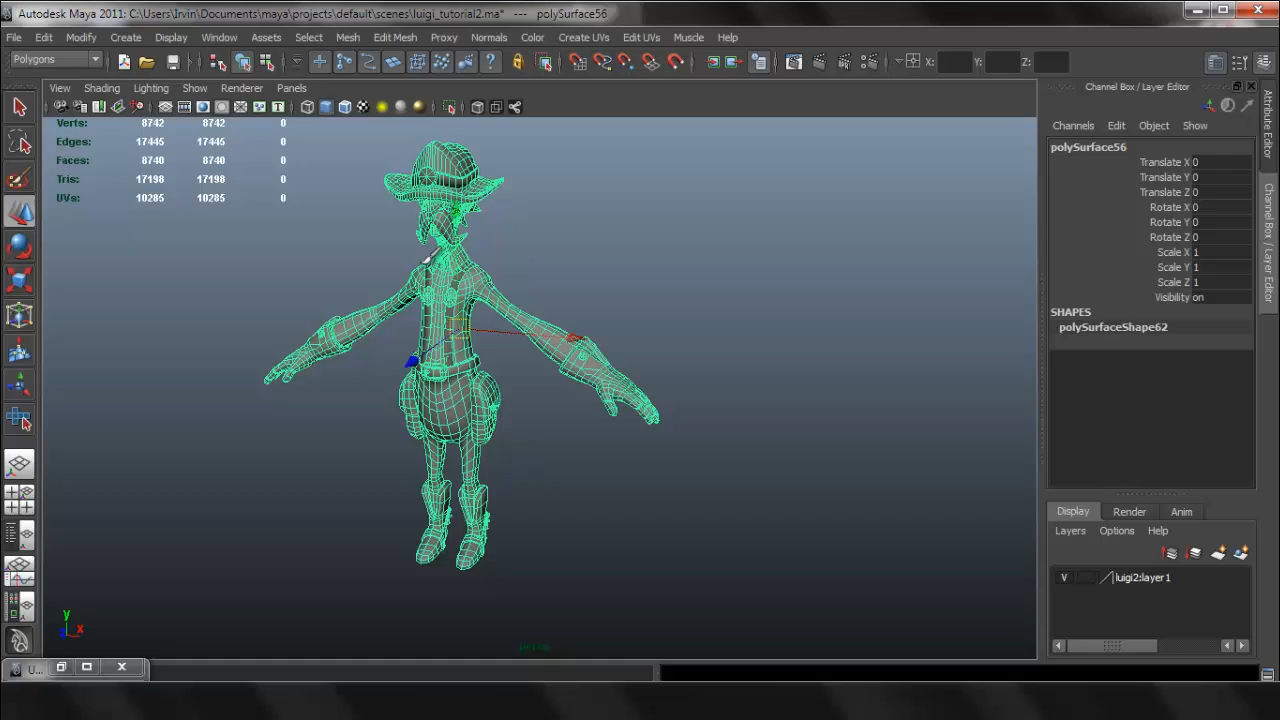 Autodesk Maya 2011: C:\Users\Irvin\Documents\maya\projects\default\scenes\luigi_tutorial2.ma* --- polySurface56
File Edit Modify Create Display Window Assets Select Mesh Edit Mesh Proxy Normals Color Create UVs Edit UVs Muscle Help
Polygons X: Y: Z:
View Shading Lighting Show Renderer Panels
Channel Box / Layer Editor
Attribute Editor
Channel Box / Layer Editor
Channels Edit Object Show
Verts: 8742 8742 0
Edges: 17445 17445 0
Faces: 8740 8740 0
Tris: 17198 17198 0
UVs: 10285 10285 0
polySurface56
Translate X 0
Translate Y 0
Translate Z 0
Rotate X 0
Rotate Y 0
Rotate Z 0
Scale X 1
Scale Y 1
Scale Z 1
Visibility on
SHAPES
polySurfaceShape62
Display Render Anim
Layers Options Help
V luigi2:layer1
y
x
persp
U...